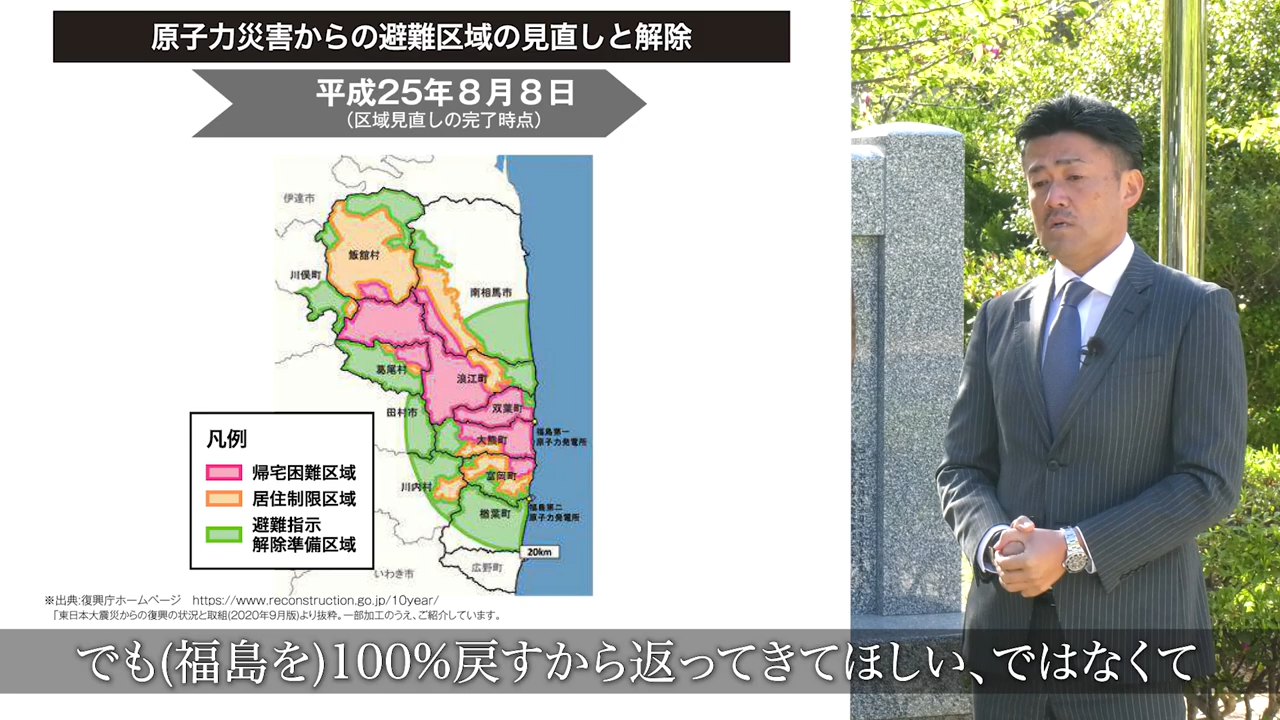 原子力災害からの避難区域の見直しと解除
平成25年8月8日
(区域見直しの完了時点)
伊達市
飯舘村
川俣町
南相馬市
葛尾村
浪江町
田村市
双葉町
福島第一
原子力発電所
大熊町
富岡町
川内村
福島第二
原子力発電所
楢葉町
20km
広野町
いわき市
凡例
帰宅困難区域
居住制限区域
避難指示
解除準備区域
※出典:復興庁ホームページ https://www.reconstruction.go.jp/10year/
「東日本大震災からの復興の状況と取組(2020年9月版)より抜粋。一部加工のうえ、ご紹介しています。
でも(福島を)100%戻すから返ってきてほしい、ではなくて